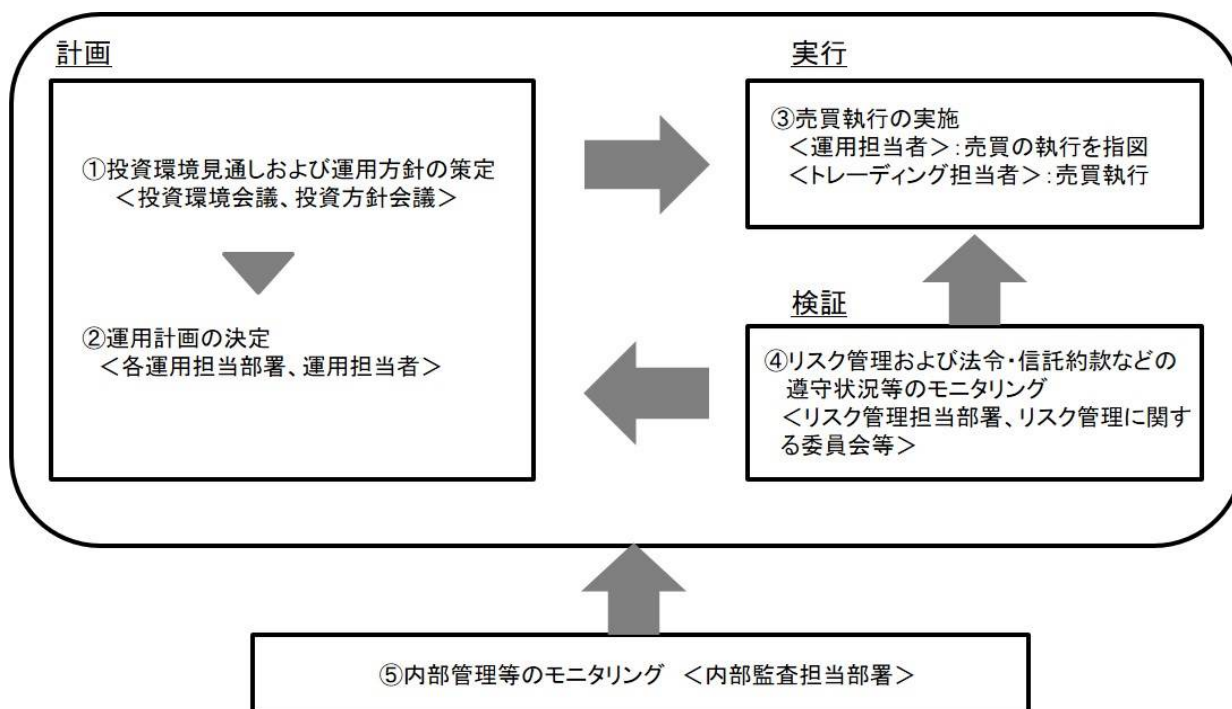 計画
①投資環境見通しおよび運用方針の策定
＜投資環境会議、投資方針会議＞
②運用計画の決定
＜各運用担当部署、運用担当者＞
実行
③売買執行の実施
＜運用担当者＞：売買の執行を指図
＜トレーディング担当者＞：売買執行
検証
④リスク管理および法令・信託約款などの
遵守状況等のモニタリング
＜リスク管理担当部署、リスク管理に関す
る委員会等＞
⑤内部管理等のモニタリング　＜内部監査担当部署＞